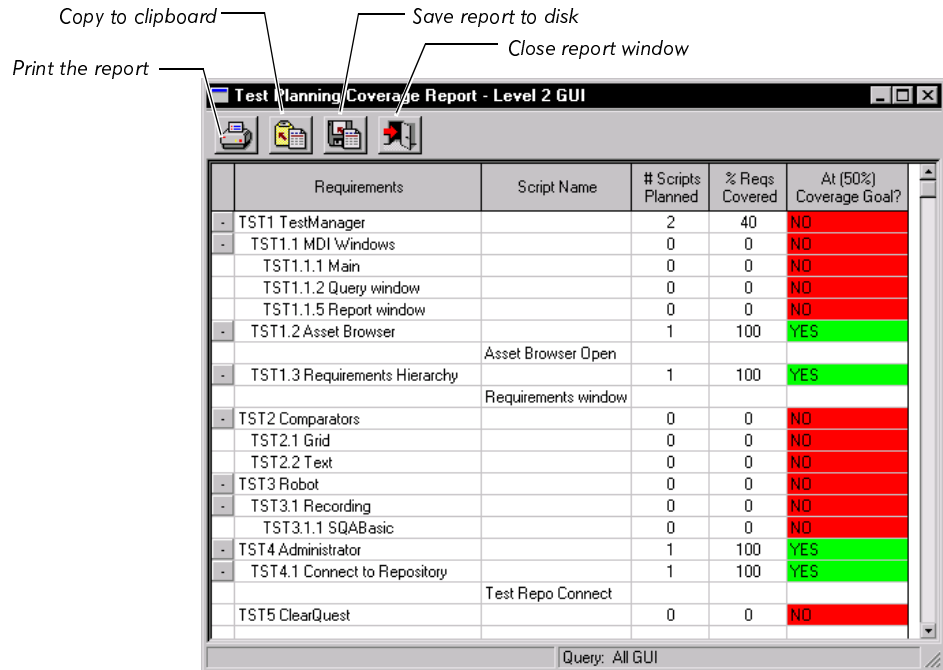 Copy to clipboard
Save report to disk
Close report window
Print the report
Test Planning Coverage Report - Level 2 GUI
Requirements Script Name # Scripts Planned % Reqs Covered At (50%) Coverage Goal?
- TST1 TestManager 2 40 NO
- TST1.1 MDI Windows 0 0 NO
TST1.1.1 Main 0 0 NO
TST1.1.2 Query window 0 0 NO
TST1.1.5 Report window 0 0 NO
- TST1.2 Asset Browser 1 100 YES
Asset Browser Open
- TST1.3 Requirements Hierarchy 1 100 YES
Requirements window
- TST2 Comparators 0 0 NO
TST2.1 Grid 0 0 NO
TST2.2 Text 0 0 NO
- TST3 Robot 0 0 NO
- TST3.1 Recording 0 0 NO
TST3.1.1 SQABasic 0 0 NO
- TST4 Administrator 1 100 YES
- TST4.1 Connect to Repository 1 100 YES
Test Repo Connect
TST5 ClearQuest 0 0 NO
Query: All GUI